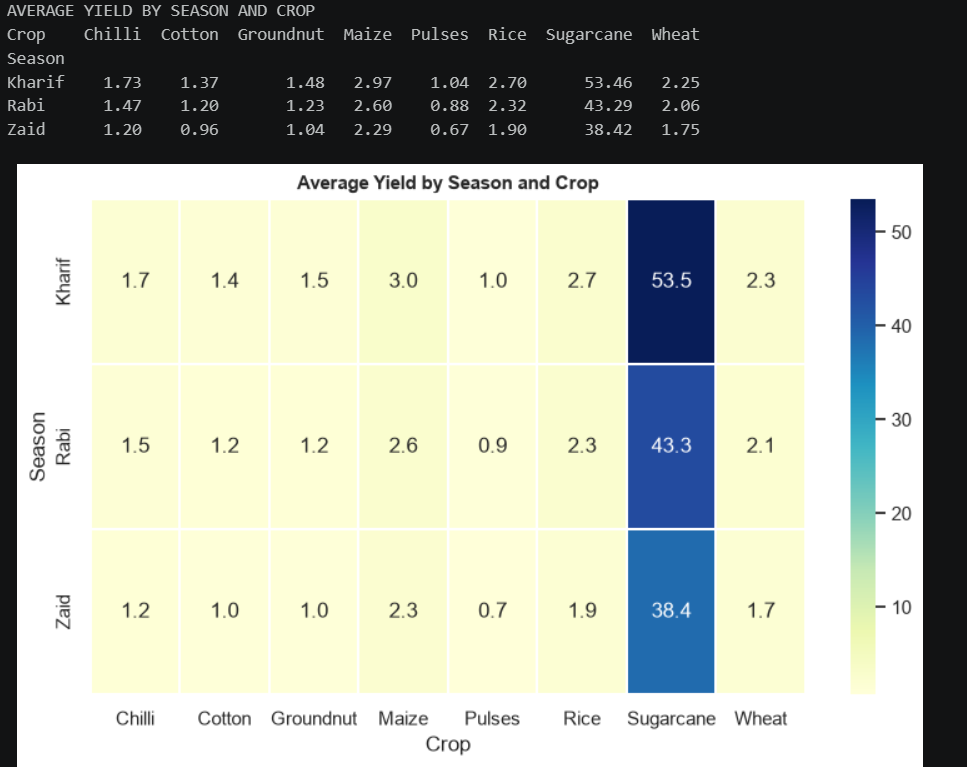 AVERAGE YIELD BY SEASON AND CROP
Crop Chilli Cotton Groundnut Maize Pulses Rice Sugarcane Wheat
Season
Kharif 1.73 1.37 1.48 2.97 1.04 2.70 53.46 2.25
Rabi 1.47 1.20 1.23 2.60 0.88 2.32 43.29 2.06
Zaid 1.20 0.96 1.04 2.29 0.67 1.90 38.42 1.75
Average Yield by Season and Crop
50
Kharif 1.7 1.4 1.5 3.0 1.0 2.7 53.5 2.3
40
30
Season
Rabi 1.5 1.2 1.2 2.6 0.9 2.3 43.3 2.1
20
Zaid 1.2 1.0 1.0 2.3 0.7 1.9 38.4 1.7
10
Chilli Cotton Groundnut Maize Pulses Rice Sugarcane Wheat
Crop